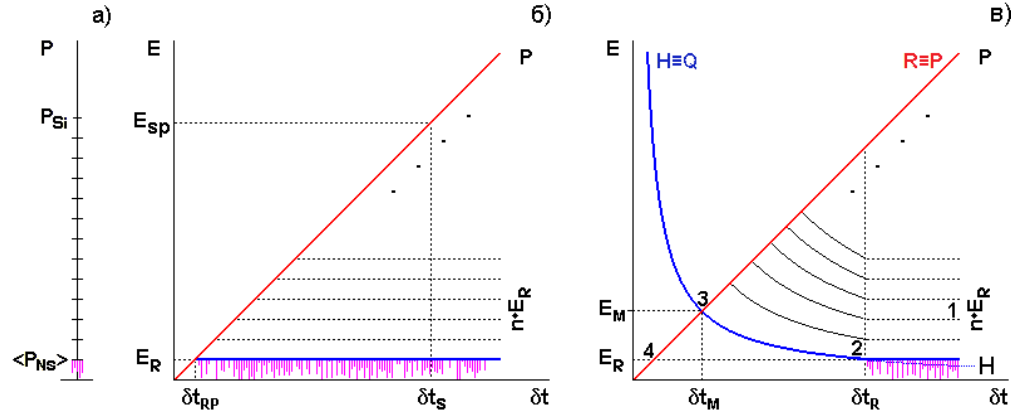 а)
б)
в)
P
P_Si
<P_NS>
E
P
E_sp
E_R
n·E_R
δt_RP
δt_S
δt
E
H≡Q
R≡P
P
E_M
E_R
3
4
2
1
n·E_R
H
δt_M
δt_R
δt